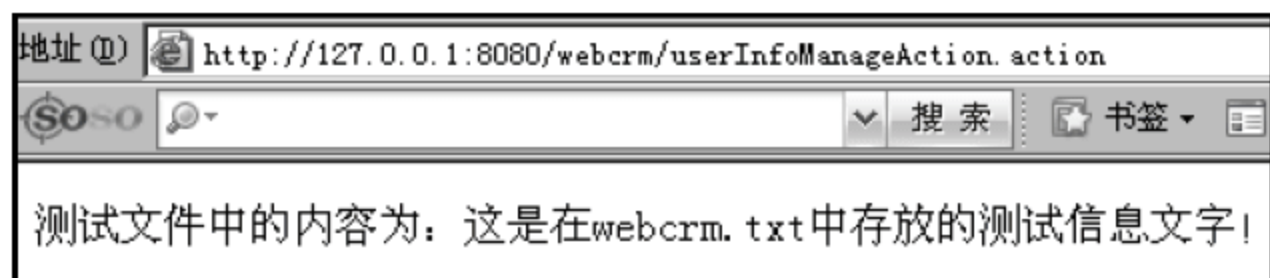 地址(D) http://127.0.0.1:8080/webcrm/userInfoManageAction.action
SOSO 搜 索 书签
测试文件中的内容为：这是在webcrm.txt中存放的测试信息文字!